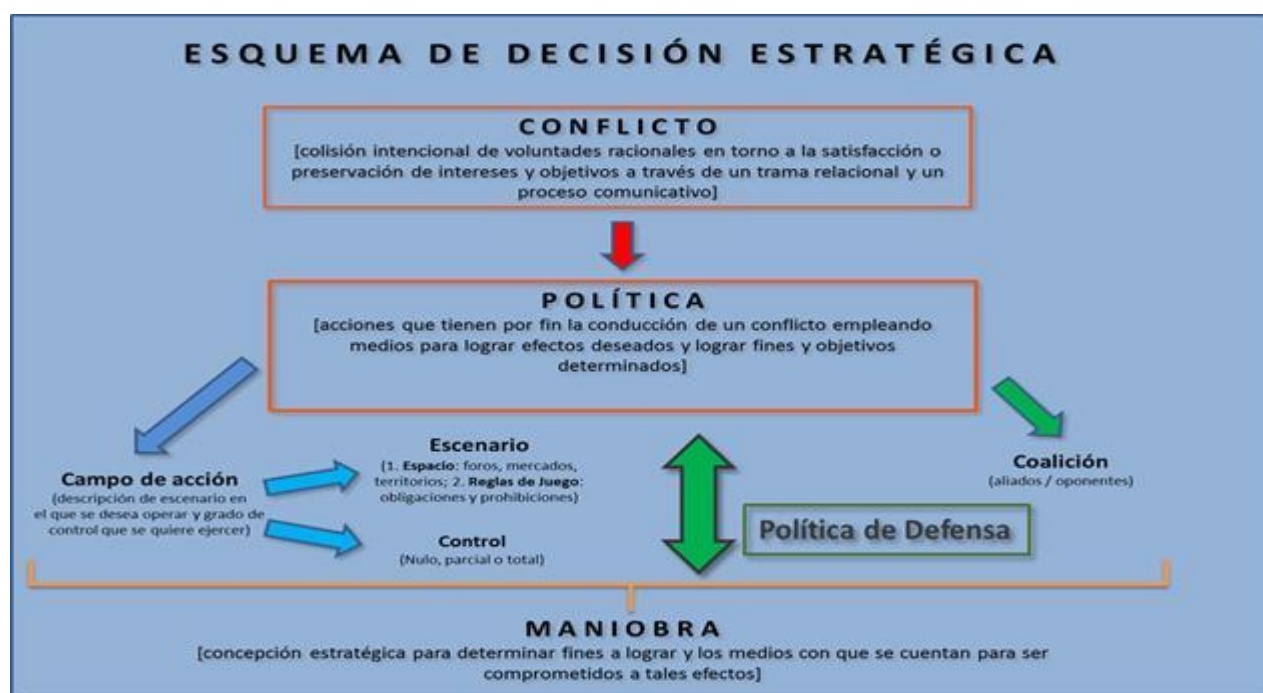 ESQUEMA DE DECISIÓN ESTRATÉGICA
CONFLICTO
[colisión intencional de voluntades racionales en torno a la satisfacción o
preservación de intereses y objetivos a través de un trama relacional y un
proceso comunicativo]
POLÍTICA
[acciones que tienen por fin la conducción de un conflicto empleando
medios para lograr efectos deseados y lograr fines y objetivos
determinados]
Campo de acción
(descripción de escenario en
el que se desea operar y grado de
control que se quiere ejercer)
Escenario
(1. Espacio: foros, mercados,
territorios; 2. Reglas de Juego:
obligaciones y prohibiciones)
Control
(Nulo, parcial o total)
Política de Defensa
Coalición
(aliados / oponentes)
MANIOBRA
[concepción estratégica para determinar fines a lograr y los medios con que se cuentan para ser
comprometidos a tales efectos]